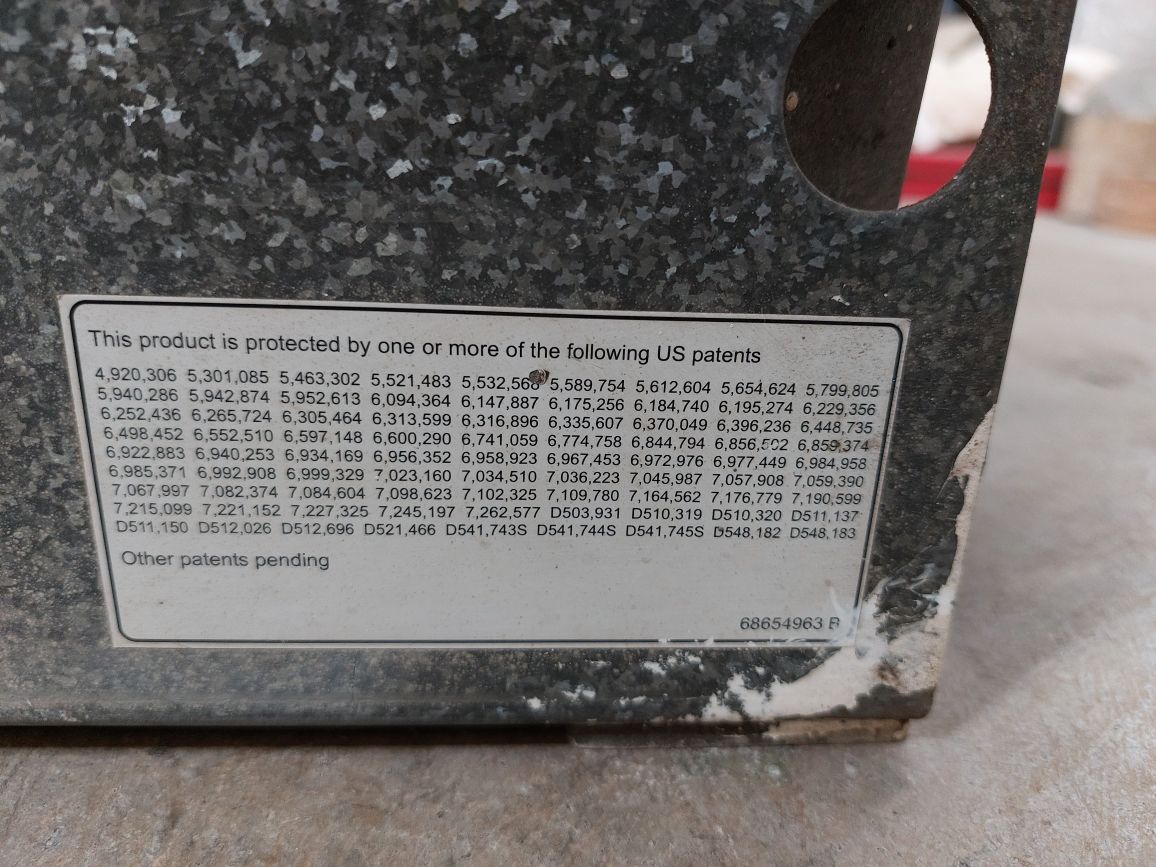 This product is protected by one or more of the following US patents
4,920,306 5,301,085 5,463,302 5,521,483 5,532,568 5,589,754 5,612,604 5,654,624 5,799,805
5,940,286 5,942,874 5,952,613 6,094,364 6,147,887 6,175,256 6,184,740 6,195,274 6,229,356
6,252,436 6,265,724 6,305,464 6,313,599 6,316,896 6,335,607 6,370,049 6,396,236 6,448,735
6,498,452 6,552,510 6,597,148 6,600,290 6,741,059 6,774,758 6,844,794 6,859,374
6,922,883 6,940,253 6,934,169 6,956,352 6,958,923 6,967,453 6,972,976 6,977,449 6,984,958
6,985,371 6,992,908 6,999,329 7,023,160 7,034,510 7,036,223 7,045,987 7,057,908 7,059,390
7,067,997 7,082,374 7,084,604 7,098,623 7,102,325 7,109,780 7,164,562 7,176,779 7,190,599
7,215,099 7,221,152 7,227,325 7,245,197 7,262,577 D503,931 D510,319 D510,320 D511,137
D511,150 D512,026 D512,696 D521,466 D541,743S D541,744S D541,745S D548,182 D548,183
Other patents pending
68654963